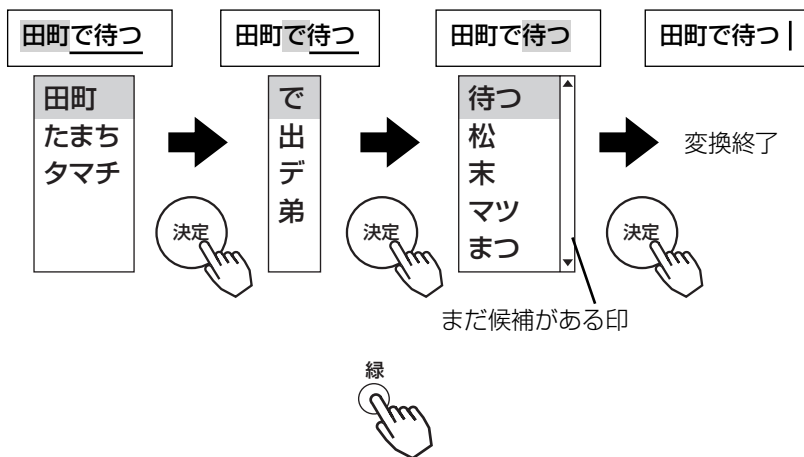 田町で待つ
田町で待つ
田町で待つ
田町で待つ
田町
たまち
タマチ
で
出
デ
弟
待つ
松
末
マツ
まつ
決定
決定
決定
変換終了
まだ候補がある印
緑